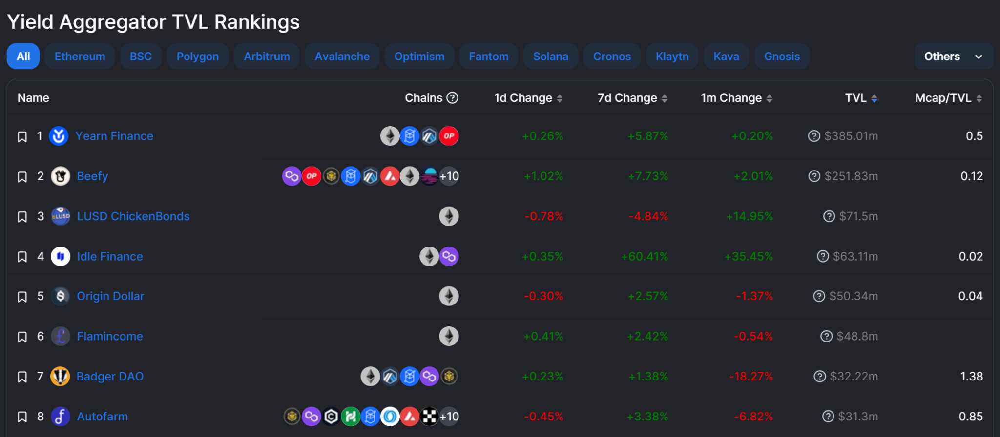 Yield Aggregator TVL Rankings
All Ethereum BSC Polygon Arbitrum Avalanche Optimism Fantom Solana Cronos Klaytn Kava Gnosis Others
Name Chains ? 1d Change 7d Change 1m Change TVL Mcap/TVL
1 Yearn Finance OP +0.26% +5.87% +0.20% ? $385.01m 0.5
2 Beefy OP +10 +1.02% +7.73% +2.01% ? $251.83m 0.12
3 bLUSD LUSD ChickenBonds -0.78% -4.84% +14.95% ? $71.5m
4 Idle Finance +0.35% +60.41% +35.45% ? $63.11m 0.02
5 $ Origin Dollar -0.30% +2.57% -1.37% ? $50.34m 0.04
6 £ Flamincome +0.41% +2.42% -0.54% ? $48.8m
7 Badger DAO +0.23% +1.38% -18.27% ? $32.22m 1.38
8 Autofarm +10 -0.45% +3.38% -6.82% ? $31.3m 0.85